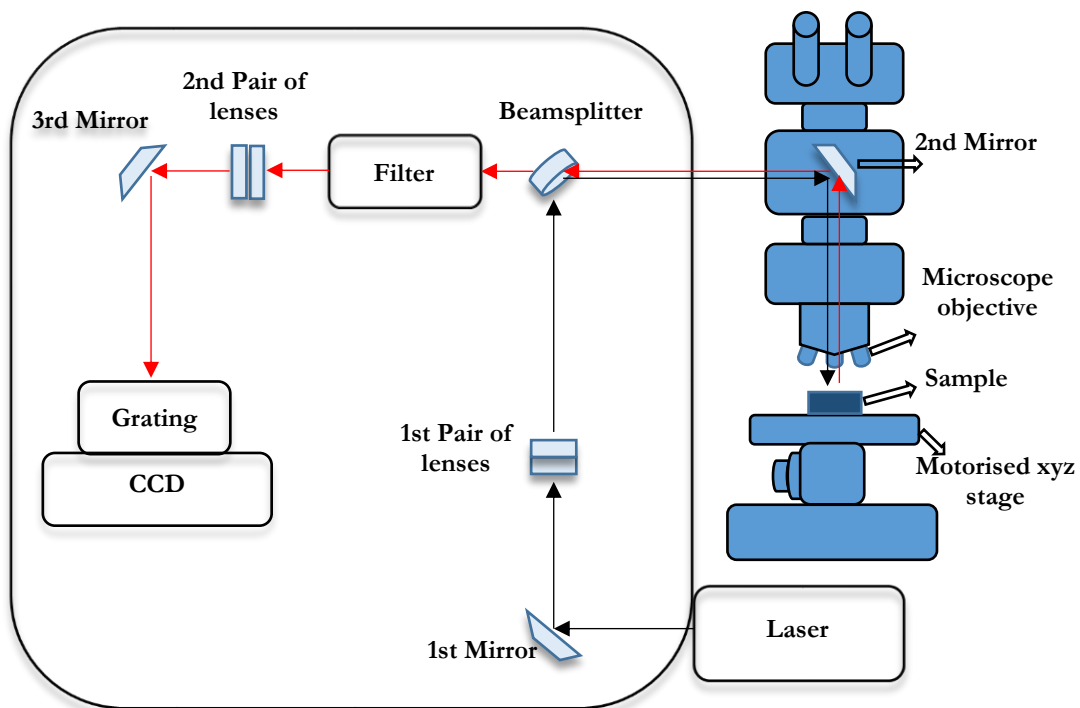 2nd Pair of
lenses
3rd Mirror
Beamsplitter
2nd Mirror
Filter
Microscope
objective
Sample
Grating
1st Pair of
lenses
CCD
Motorised xyz
stage
Laser
1st Mirror